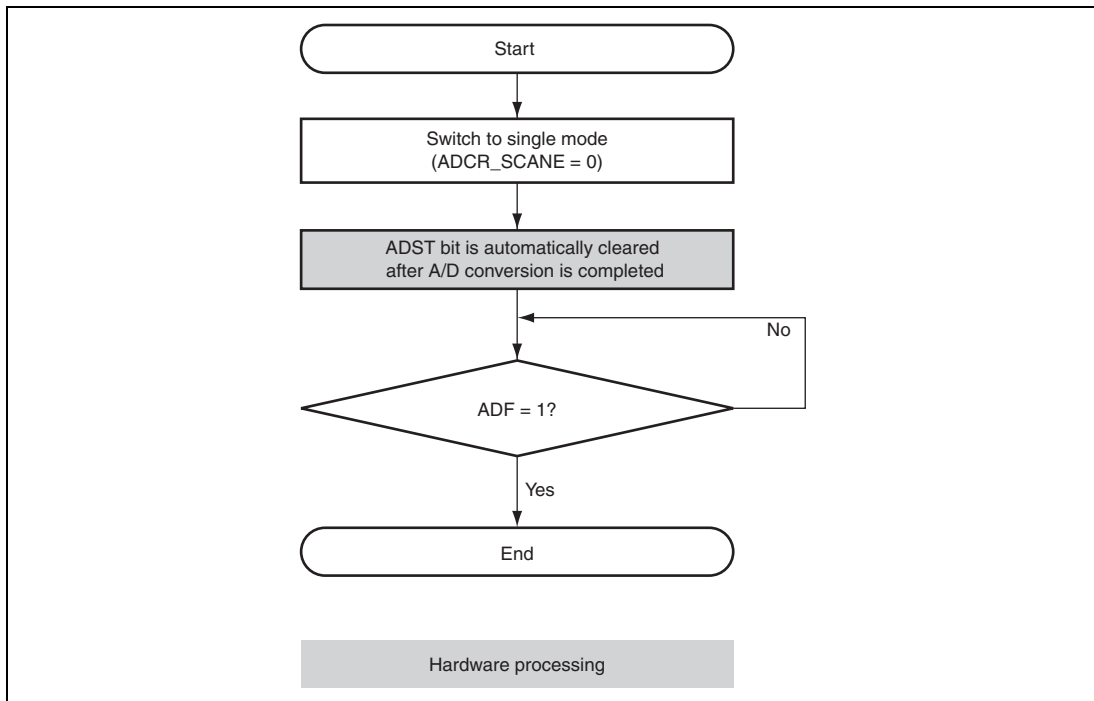 Start
Switch to single mode
(ADCR_SCANE = 0)
ADST bit is automatically cleared
after A/D conversion is completed
No
ADF = 1?
Yes
End
Hardware processing